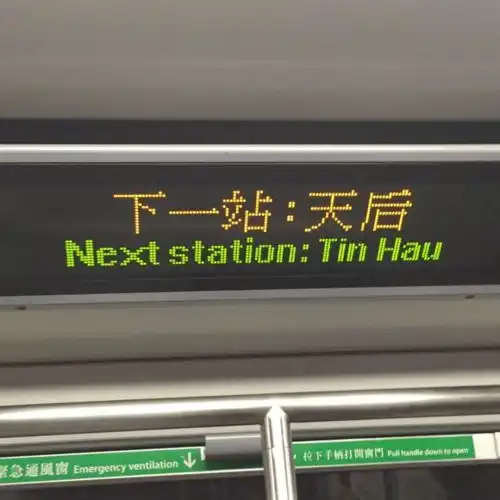 下一站：天后
Next station: Tin Hau
緊急通風窗 Emergency ventilation ↓ ，拉下手柄打開窗門 Pull handle down to open